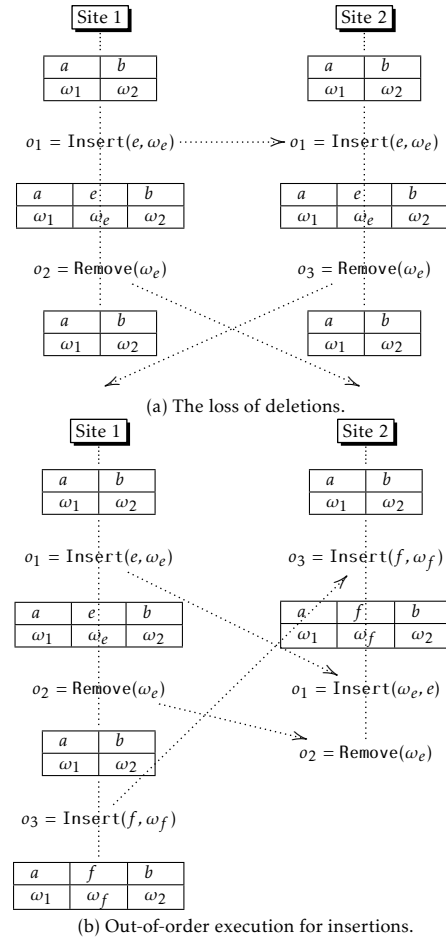 Site 1 Site 2
a b a b
ω1 ω2 ω1 ω2
o1 = Insert(e, ωe) o1 = Insert(e, ωe)
a e b a e b
ω1 ωe ω2 ω1 ωe ω2
o2 = Remove(ωe) o3 = Remove(ωe)
a b a b
ω1 ω2 ω1 ω2
(a) The loss of deletions.
Site 1 Site 2
a b a b
ω1 ω2 ω1 ω2
o1 = Insert(e, ωe) o3 = Insert(f, ωf)
a e b a f b
ω1 ωe ω2 ω1 ωf ω2
o2 = Remove(ωe) o1 = Insert(ωe, e)
a b
ω1 ω2
o2 = Remove(ωe)
o3 = Insert(f, ωf)
a f b
ω1 ωf ω2
(b) Out-of-order execution for insertions.